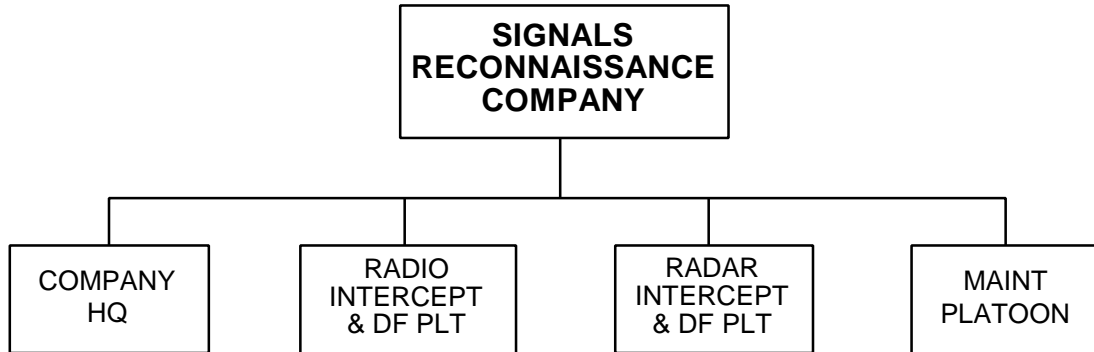 SIGNALS
RECONNAISSANCE
COMPANY
COMPANY
HQ
RADIO
INTERCEPT
& DF PLT
RADAR
INTERCEPT
& DF PLT
MAINT
PLATOON